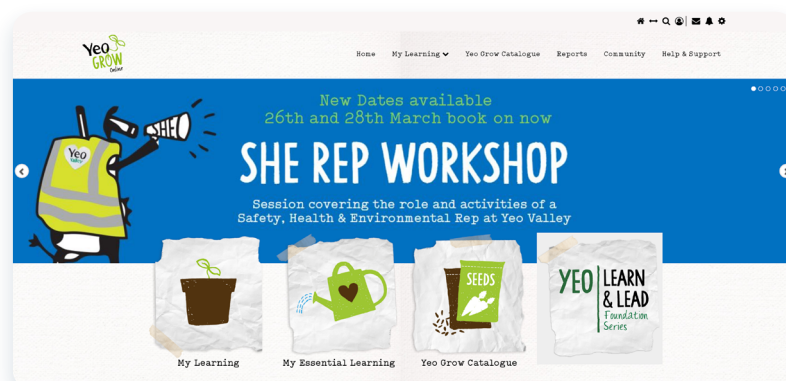 Yeo
GROW
Online
Home My Learning Yeo Grow Catalogue Reports Community Help & Support
New Dates available
26th and 28th March book on now
SHE
SHE REP WORKSHOP
Yeo
Valley
Session covering the role and activities of a
Safety, Health & Environmental Rep at Yeo Valley
SEEDS
YEO LEARN
& LEAD
Foundation
Series
My Learning My Essential Learning Yeo Grow Catalogue